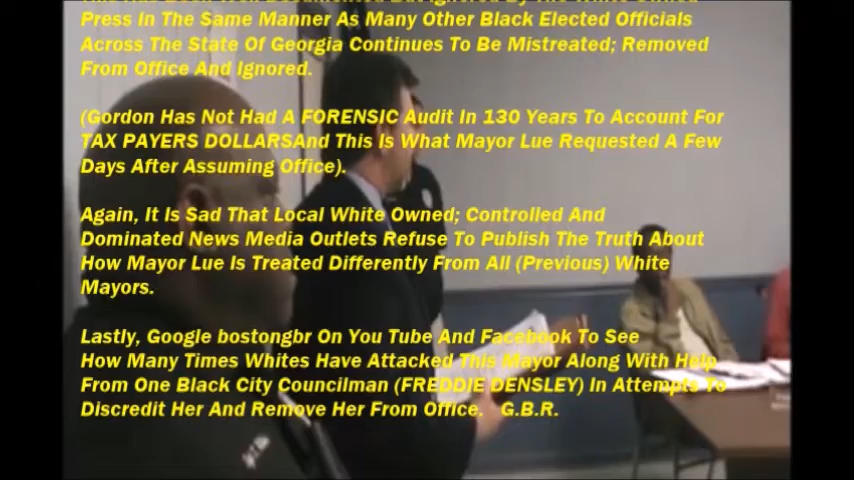 Press In The Same Manner As Many Other Black Elected Officials
Across The State Of Georgia Continues To Be Mistreated; Removed
From Office And Ignored.
(Gordon Has Not Had A FORENSIC Audit In 130 Years To Account For
TAX PAYERS DOLLARSAnd This Is What Mayor Lue Requested A Few
Days After Assuming Office).
Again, It Is Sad That Local White Owned; Controlled And
Dominated News Media Outlets Refuse To Publish The Truth About
How Mayor Lue Is Treated Differently From All (Previous) White
Mayors.
Lastly, Google bostongbr On You Tube And Facebook To See
How Many Times Whites Have Attacked This Mayor Along With Help
From One Black City Councilman (FREDDIE DENSLEY) In Attempts To
Discredit Her And Remove Her From Office. G.B.R.